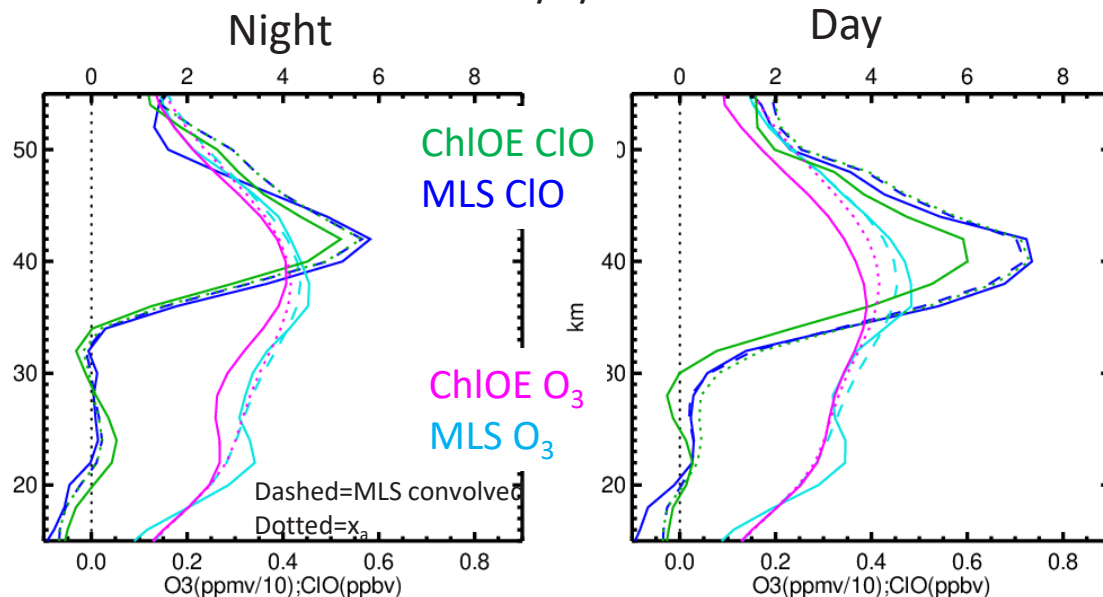 Night
Day
0 2 4 6 8
0 2 4 6 8
50
40
30
20
ChlOE ClO
MLS ClO
ChlOE O3
MLS O3
Dashed=MLS convolved
Dotted=xa
km
0.0 0.2 0.4 0.6 0.8
0.0 0.2 0.4 0.6 0.8
O3(ppmv/10);ClO(ppbv)
O3(ppmv/10);ClO(ppbv)
0
40
30
20